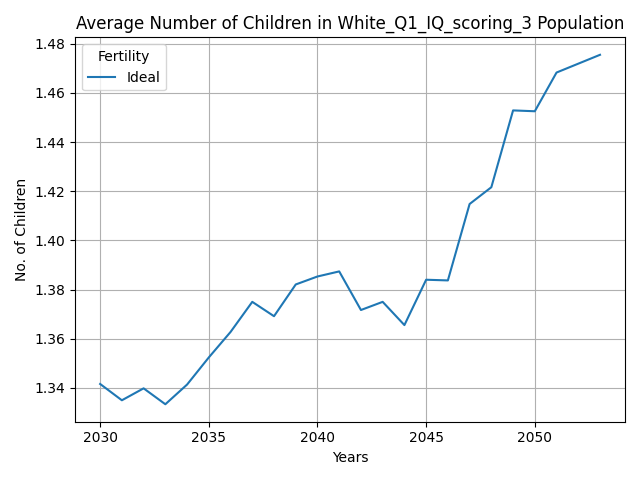 Average Number of Children in White_Q1_IQ_scoring_3 Population
Fertility
Ideal
No. of Children
1.48
1.46
1.44
1.42
1.40
1.38
1.36
1.34
2030 2035 2040 2045 2050
Years